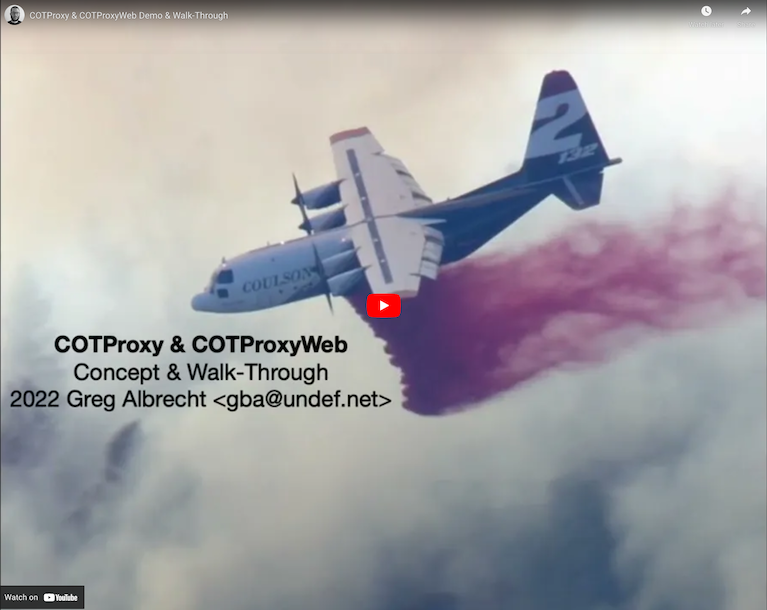 COTProxy & COTProxyWeb Demo & Walk-Through
2
132
COULSON
COTProxy & COTProxyWeb
Concept & Walk-Through
2022 Greg Albrecht <gba@undef.net>
Watch on YouTube